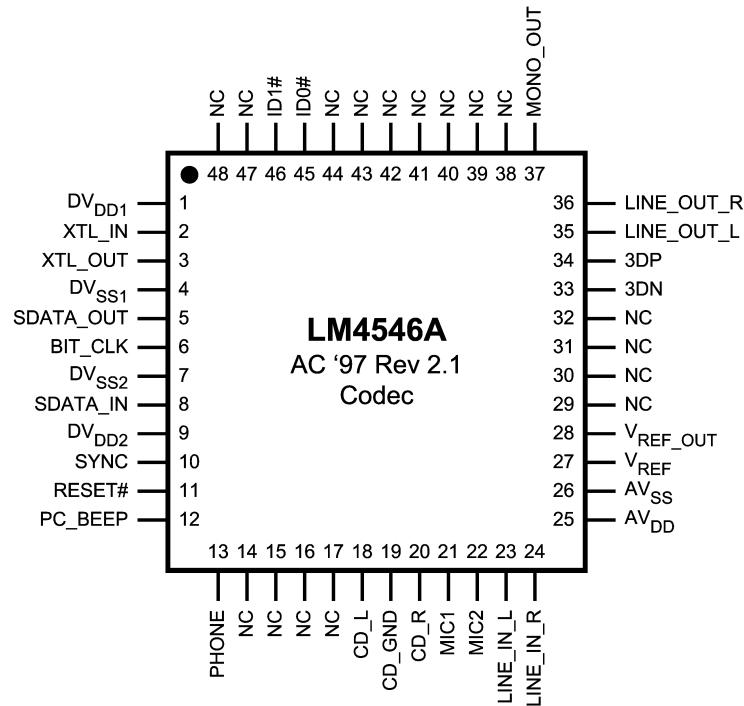 MONO_OUT
NC NC ID1# ID0# NC NC NC NC NC NC NC
48 47 46 45 44 43 42 41 40 39 38 37
DVDD1 1 36 LINE_OUT_R
XTL_IN 2 35 LINE_OUT_L
XTL_OUT 3 34 3DP
DVSS1 4 33 3DN
SDATA_OUT 5 32 NC
BIT_CLK 6 31 NC
DVSS2 7 30 NC
SDATA_IN 8 29 NC
DVDD2 9 28 VREF_OUT
SYNC 10 27 VREF
RESET# 11 26 AVSS
PC_BEEP 12 25 AVDD
LM4546A
AC ‘97 Rev 2.1
Codec
13 14 15 16 17 18 19 20 21 22 23 24
PHONE NC NC NC NC CD_L CD_GND CD_R MIC1 MIC2 LINE_IN_L LINE_IN_R